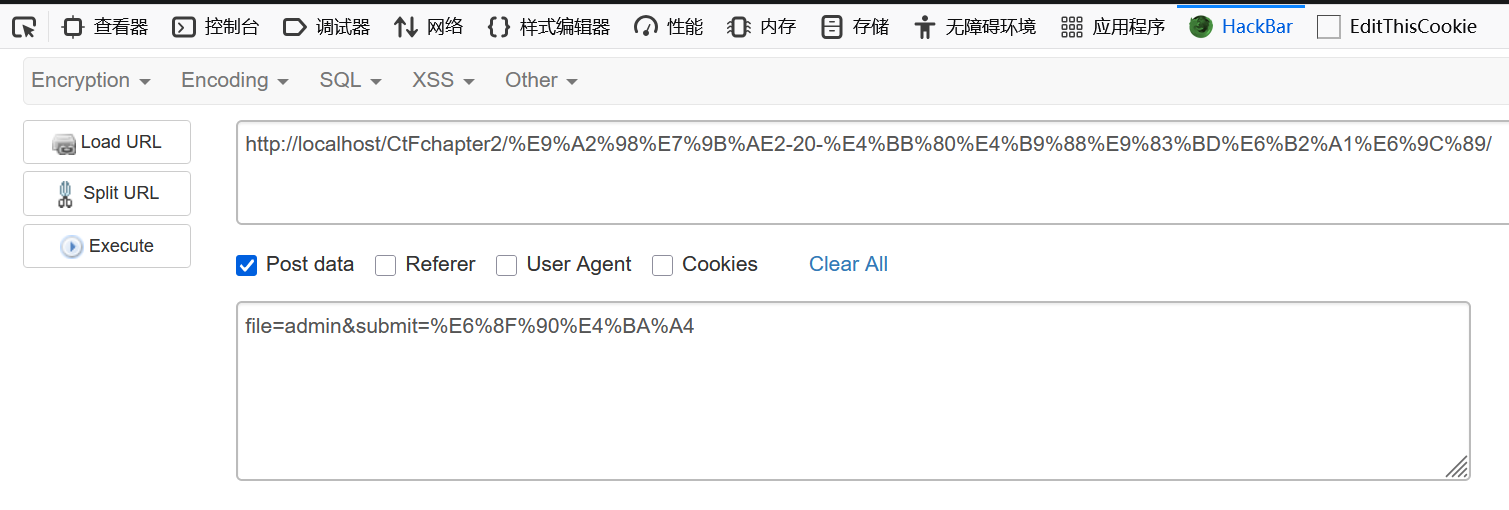 查看器 控制台 调试器 网络 样式编辑器 性能 内存 存储 无障碍环境 应用程序 HackBar EditThisCookie
Encryption Encoding SQL XSS Other
Load URL
http://localhost/CtFchapter2/%E9%A2%98%E7%9B%AE2-20-%E4%BB%80%E4%B9%88%E9%83%BD%E6%B2%A1%E6%9C%89/
Split URL
Execute
Post data Referer User Agent Cookies Clear All
file=admin&submit=%E6%8F%90%E4%BA%A4